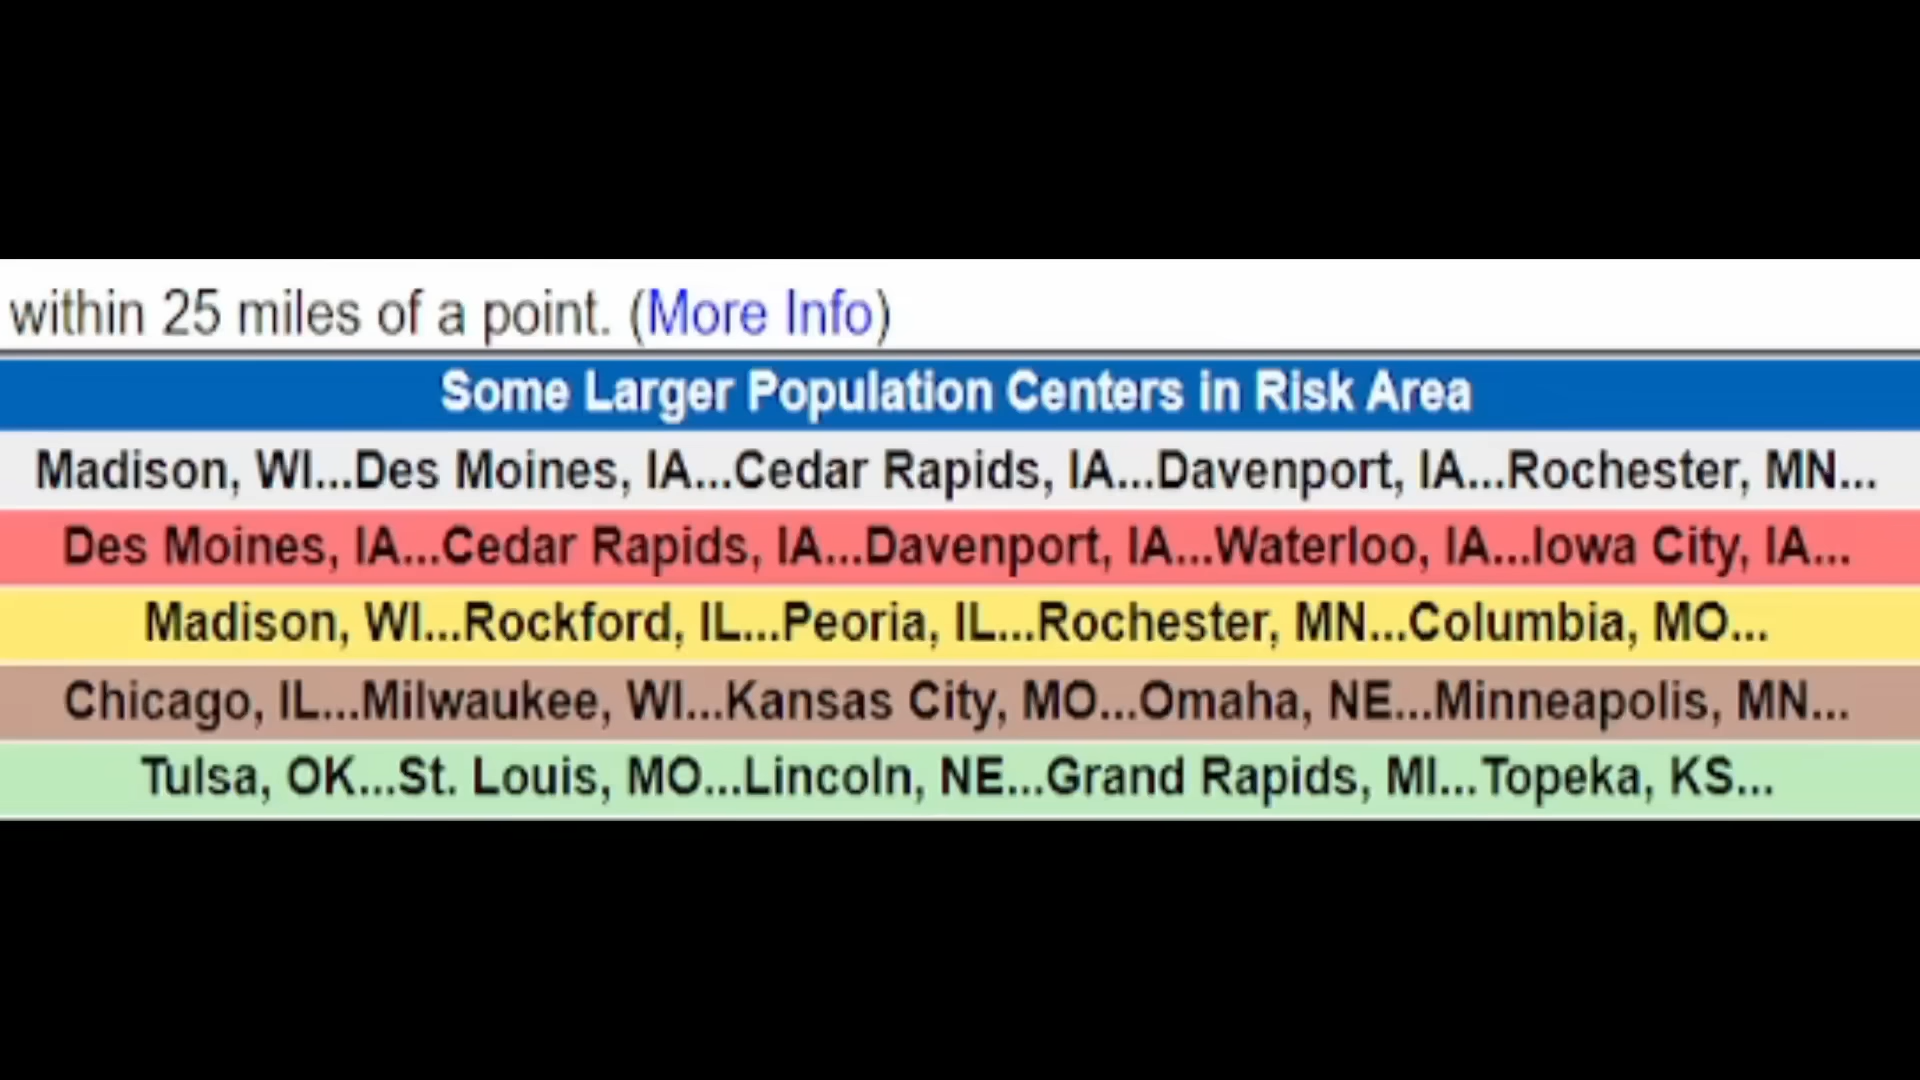 within 25 miles of a point. (More Info)
Some Larger Population Centers in Risk Area
Madison, WI...Des Moines, IA...Cedar Rapids, IA...Davenport, IA...Rochester, MN...
Des Moines, IA...Cedar Rapids, IA...Davenport, IA...Waterloo, IA...Iowa City, IA...
Madison, WI...Rockford, IL...Peoria, IL...Rochester, MN...Columbia, MO...
Chicago, IL...Milwaukee, WI...Kansas City, MO...Omaha, NE...Minneapolis, MN...
Tulsa, OK...St. Louis, MO...Lincoln, NE...Grand Rapids, MI...Topeka, KS...